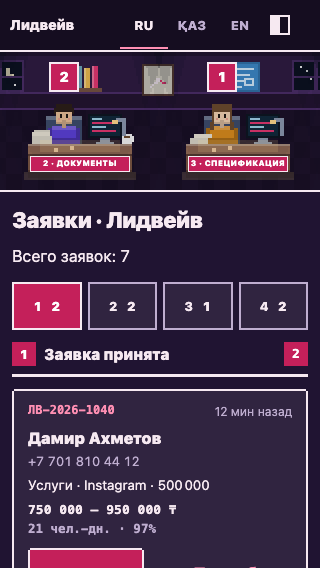 Лидвейв RU ҚАЗ EN
2 1
2 · ДОКУМЕНТЫ 3 · СПЕЦИФИКАЦИЯ
Заявки · Лидвейв
Всего заявок: 7
1 2 2 2 3 1 4 2
1 Заявка принята 2
ЛВ-2026-1040 12 мин назад
Дамир Ахметов
+7 701 810 44 12
Услуги · Instagram · 500 000
750 000 — 950 000 ₸
21 чел.-дн. · 97%